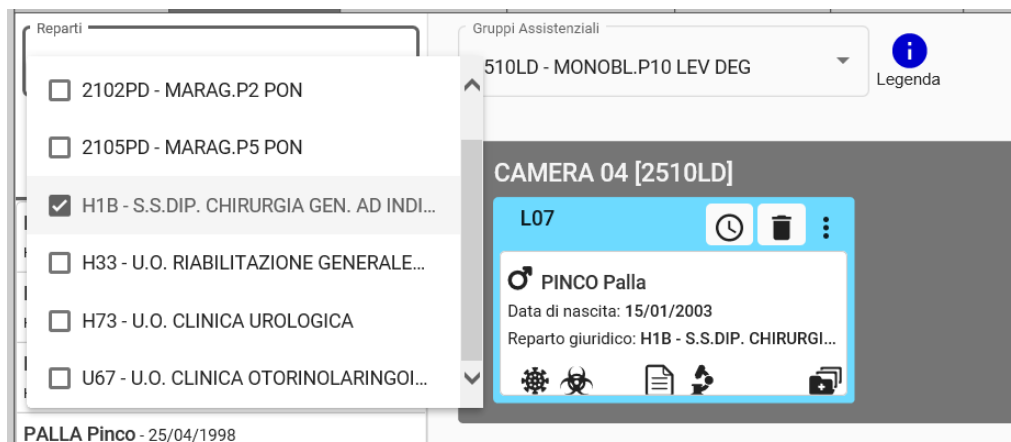 Reparti
2102PD - MARAG.P2 PON
2105PD - MARAG.P5 PON
H1B - S.S.DIP. CHIRURGIA GEN. AD INDI...
H33 - U.O. RIABILITAZIONE GENERALE...
H73 - U.O. CLINICA UROLOGICA
U67 - U.O. CLINICA OTORINOLARINGOI...
PALLA Pinco - 25/04/1998
Gruppi Assistenziali
510LD - MONOBL.P10 LEV DEG
Legenda
CAMERA 04 [2510LD]
L07
PINCO Palla
Data di nascita: 15/01/2003
Reparto giuridico: H1B - S.S.DIP. CHIRURGI...